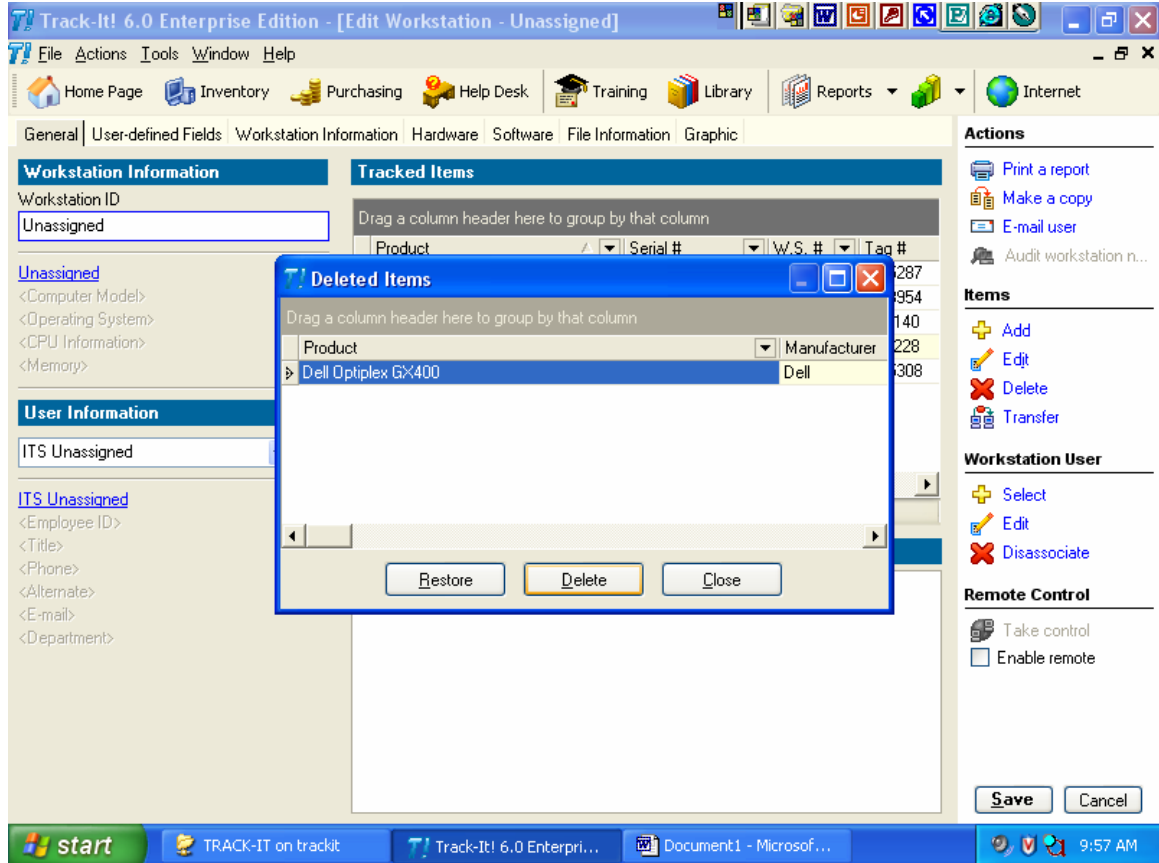 Track-It! 6.0 Enterprise Edition - [Edit Workstation - Unassigned]
File Actions Tools Window Help
Home Page Inventory Purchasing Help Desk Training Library Reports Internet
General User-defined Fields Workstation Information Hardware Software File Information Graphic
Workstation Information
Workstation ID
Unassigned
Unassigned
<Computer Model>
<Operating System>
<CPU Information>
<Memory>
User Information
ITS Unassigned
ITS Unassigned
<Employee ID>
<Title>
<Phone>
<Alternate>
<E-mail>
<Department>
Tracked Items
Drag a column header here to group by that column
Product Serial # W.S. # Tag #
287
954
140
228
308
Deleted Items
Drag a column header here to group by that column
Product Manufacturer
Dell Optiplex GX400 Dell
Restore Delete Close
Actions
Print a report
Make a copy
E-mail user
Audit workstation n...
Items
Add
Edit
Delete
Transfer
Workstation User
Select
Edit
Disassociate
Remote Control
Take control
Enable remote
Save Cancel
start TRACK-IT on trackit Track-It! 6.0 Enterpri... Document1 - Microsof... 9:57 AM